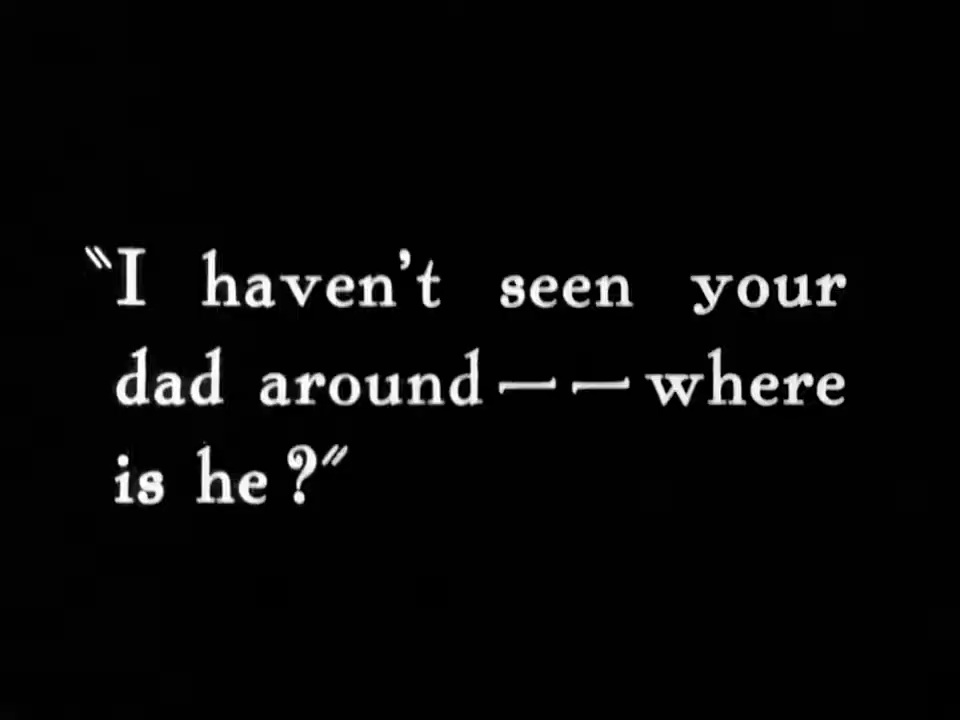 "I haven't seen your
dad around——where
is he?"